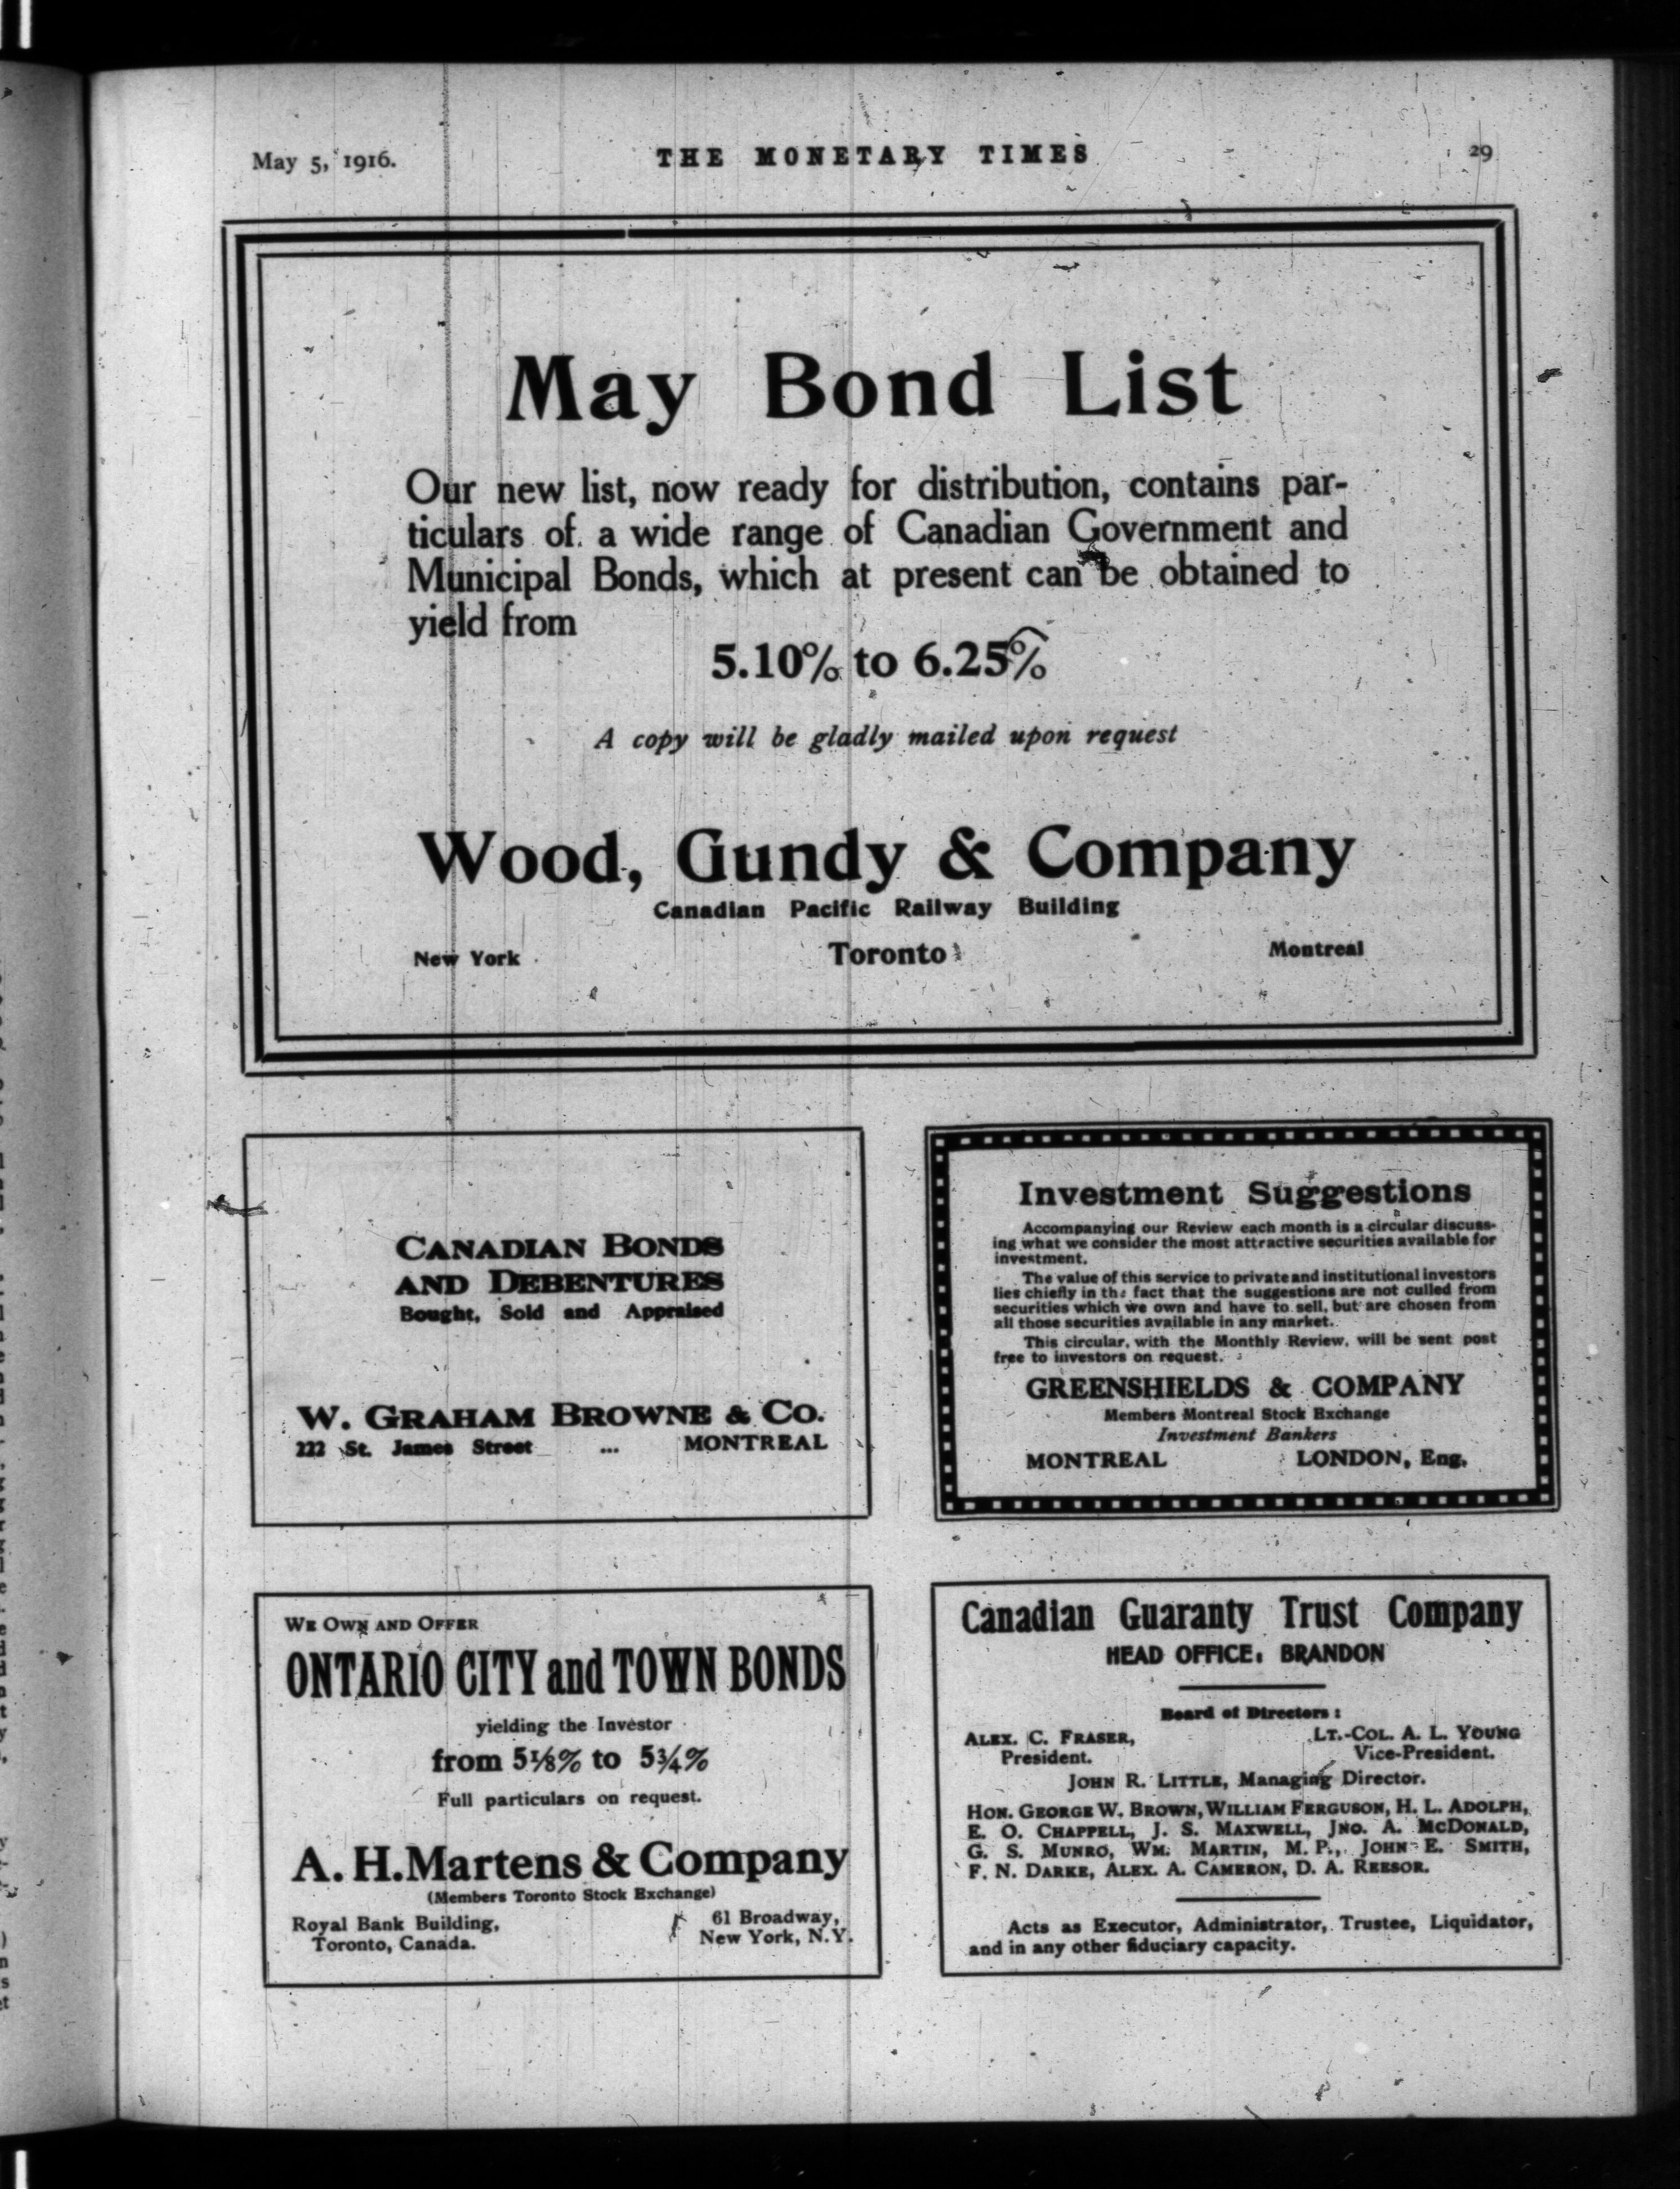 May 5, 1916.
THE MONETARY TIMES
29
May Bond List
Our new list, now ready for distribution, contains par-
ticulars of a wide range of Canadian Government and
Municipal Bonds, which at present can be obtained to
yield from
5.10% to 6.25%
A copy will be gladly mailed upon request
Wood, Gundy & Company
Canadian Pacific Railway Building
New York Toronto Montreal
CANADIAN BONDS
AND DEBENTURES
Bought, Sold and Appraised
W. GRAHAM BROWNE & CO.
222 St. James Street ... MONTREAL
Investment Suggestions
Accompanying our Review each month is a circular discuss-
ing what we consider the most attractive securities available for
investment.
The value of this service to private and institutional investors
lies chiefly in the fact that the suggestions are not culled from
securities which we own and have to sell, but are chosen from
all those securities available in any market.
This circular, with the Monthly Review, will be sent post
free to investors on request.
GREENSHIELDS & COMPANY
Members Montreal Stock Exchange
Investment Bankers
MONTREAL LONDON, Eng.
WE OWN AND OFFER
ONTARIO CITY and TOWN BONDS
yielding the Investor
from 5⅛% to 5¾%
Full particulars on request.
A. H. Martens & Company
(Members Toronto Stock Exchange)
Royal Bank Building, 61 Broadway,
Toronto, Canada. New York, N.Y.
Canadian Guaranty Trust Company
HEAD OFFICE, BRANDON
Board of Directors:
ALEX. C. FRASER, LT.-COL. A. L. YOUNG
President. Vice-President.
JOHN R. LITTLE, Managing Director.
HON. GEORGE W. BROWN, WILLIAM FERGUSON, H. L. ADOLPH,
E. O. CHAPPELL, J. S. MAXWELL, JNO. A. MCDONALD,
G. S. MUNRO, WM. MARTIN, M. P., JOHN E. SMITH,
F. N. DARKE, ALEX. A. CAMERON, D. A. REESOR.
Acts as Executor, Administrator, Trustee, Liquidator,
and in any other fiduciary capacity.